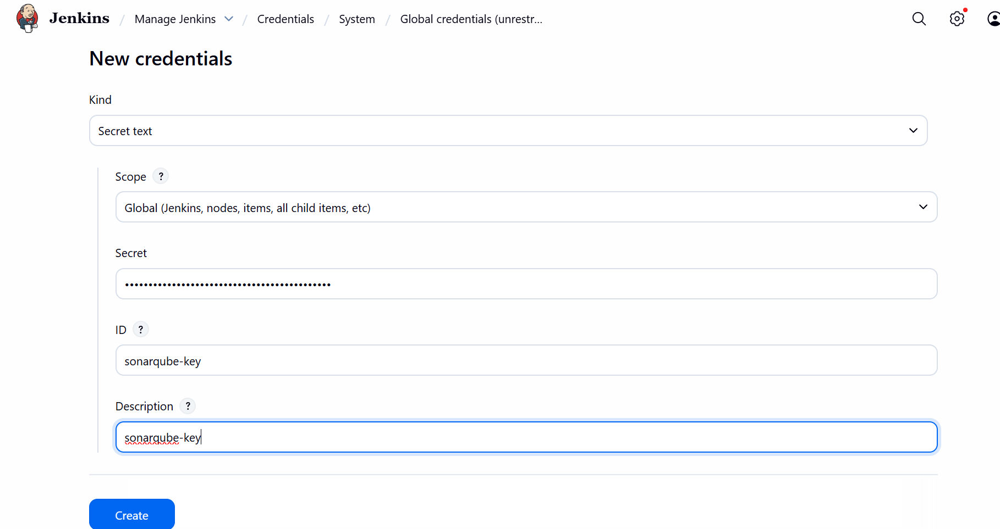 Jenkins / Manage Jenkins / Credentials / System / Global credentials (unrestr...
New credentials
Kind
Secret text
Scope ?
Global (Jenkins, nodes, items, all child items, etc)
Secret
••••••••••••••••••••••••••••••••••••••••••••
ID ?
sonarqube-key
Description ?
sonarqube-key
Create